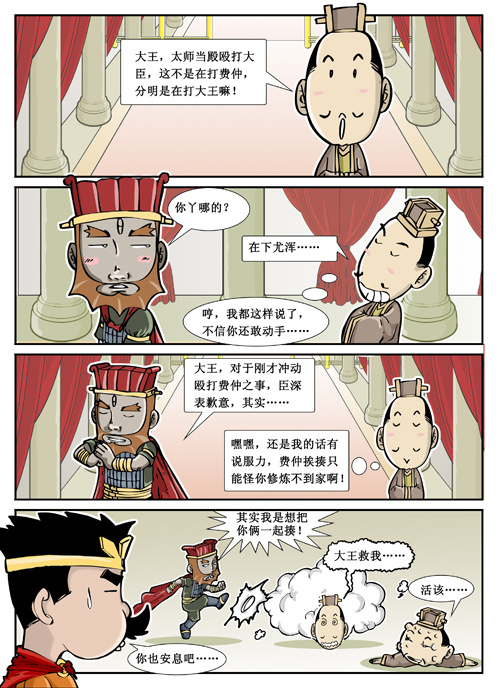 大王，太师当殿殴打大
臣，这不是在打费仲，
分明是在打大王嘛！
你丫哪的？
在下尤浑……
哼，我都这样说了，
不信你还敢动手……
大王，对于刚才冲动
殴打费仲之事，臣深
表歉意，其实……
嘿嘿，还是我的话有
说服力，费仲挨揍只
能怪你修炼不到家啊！
其实我是想把
你俩一起揍！
大王救我……
活该……
你也安息吧……